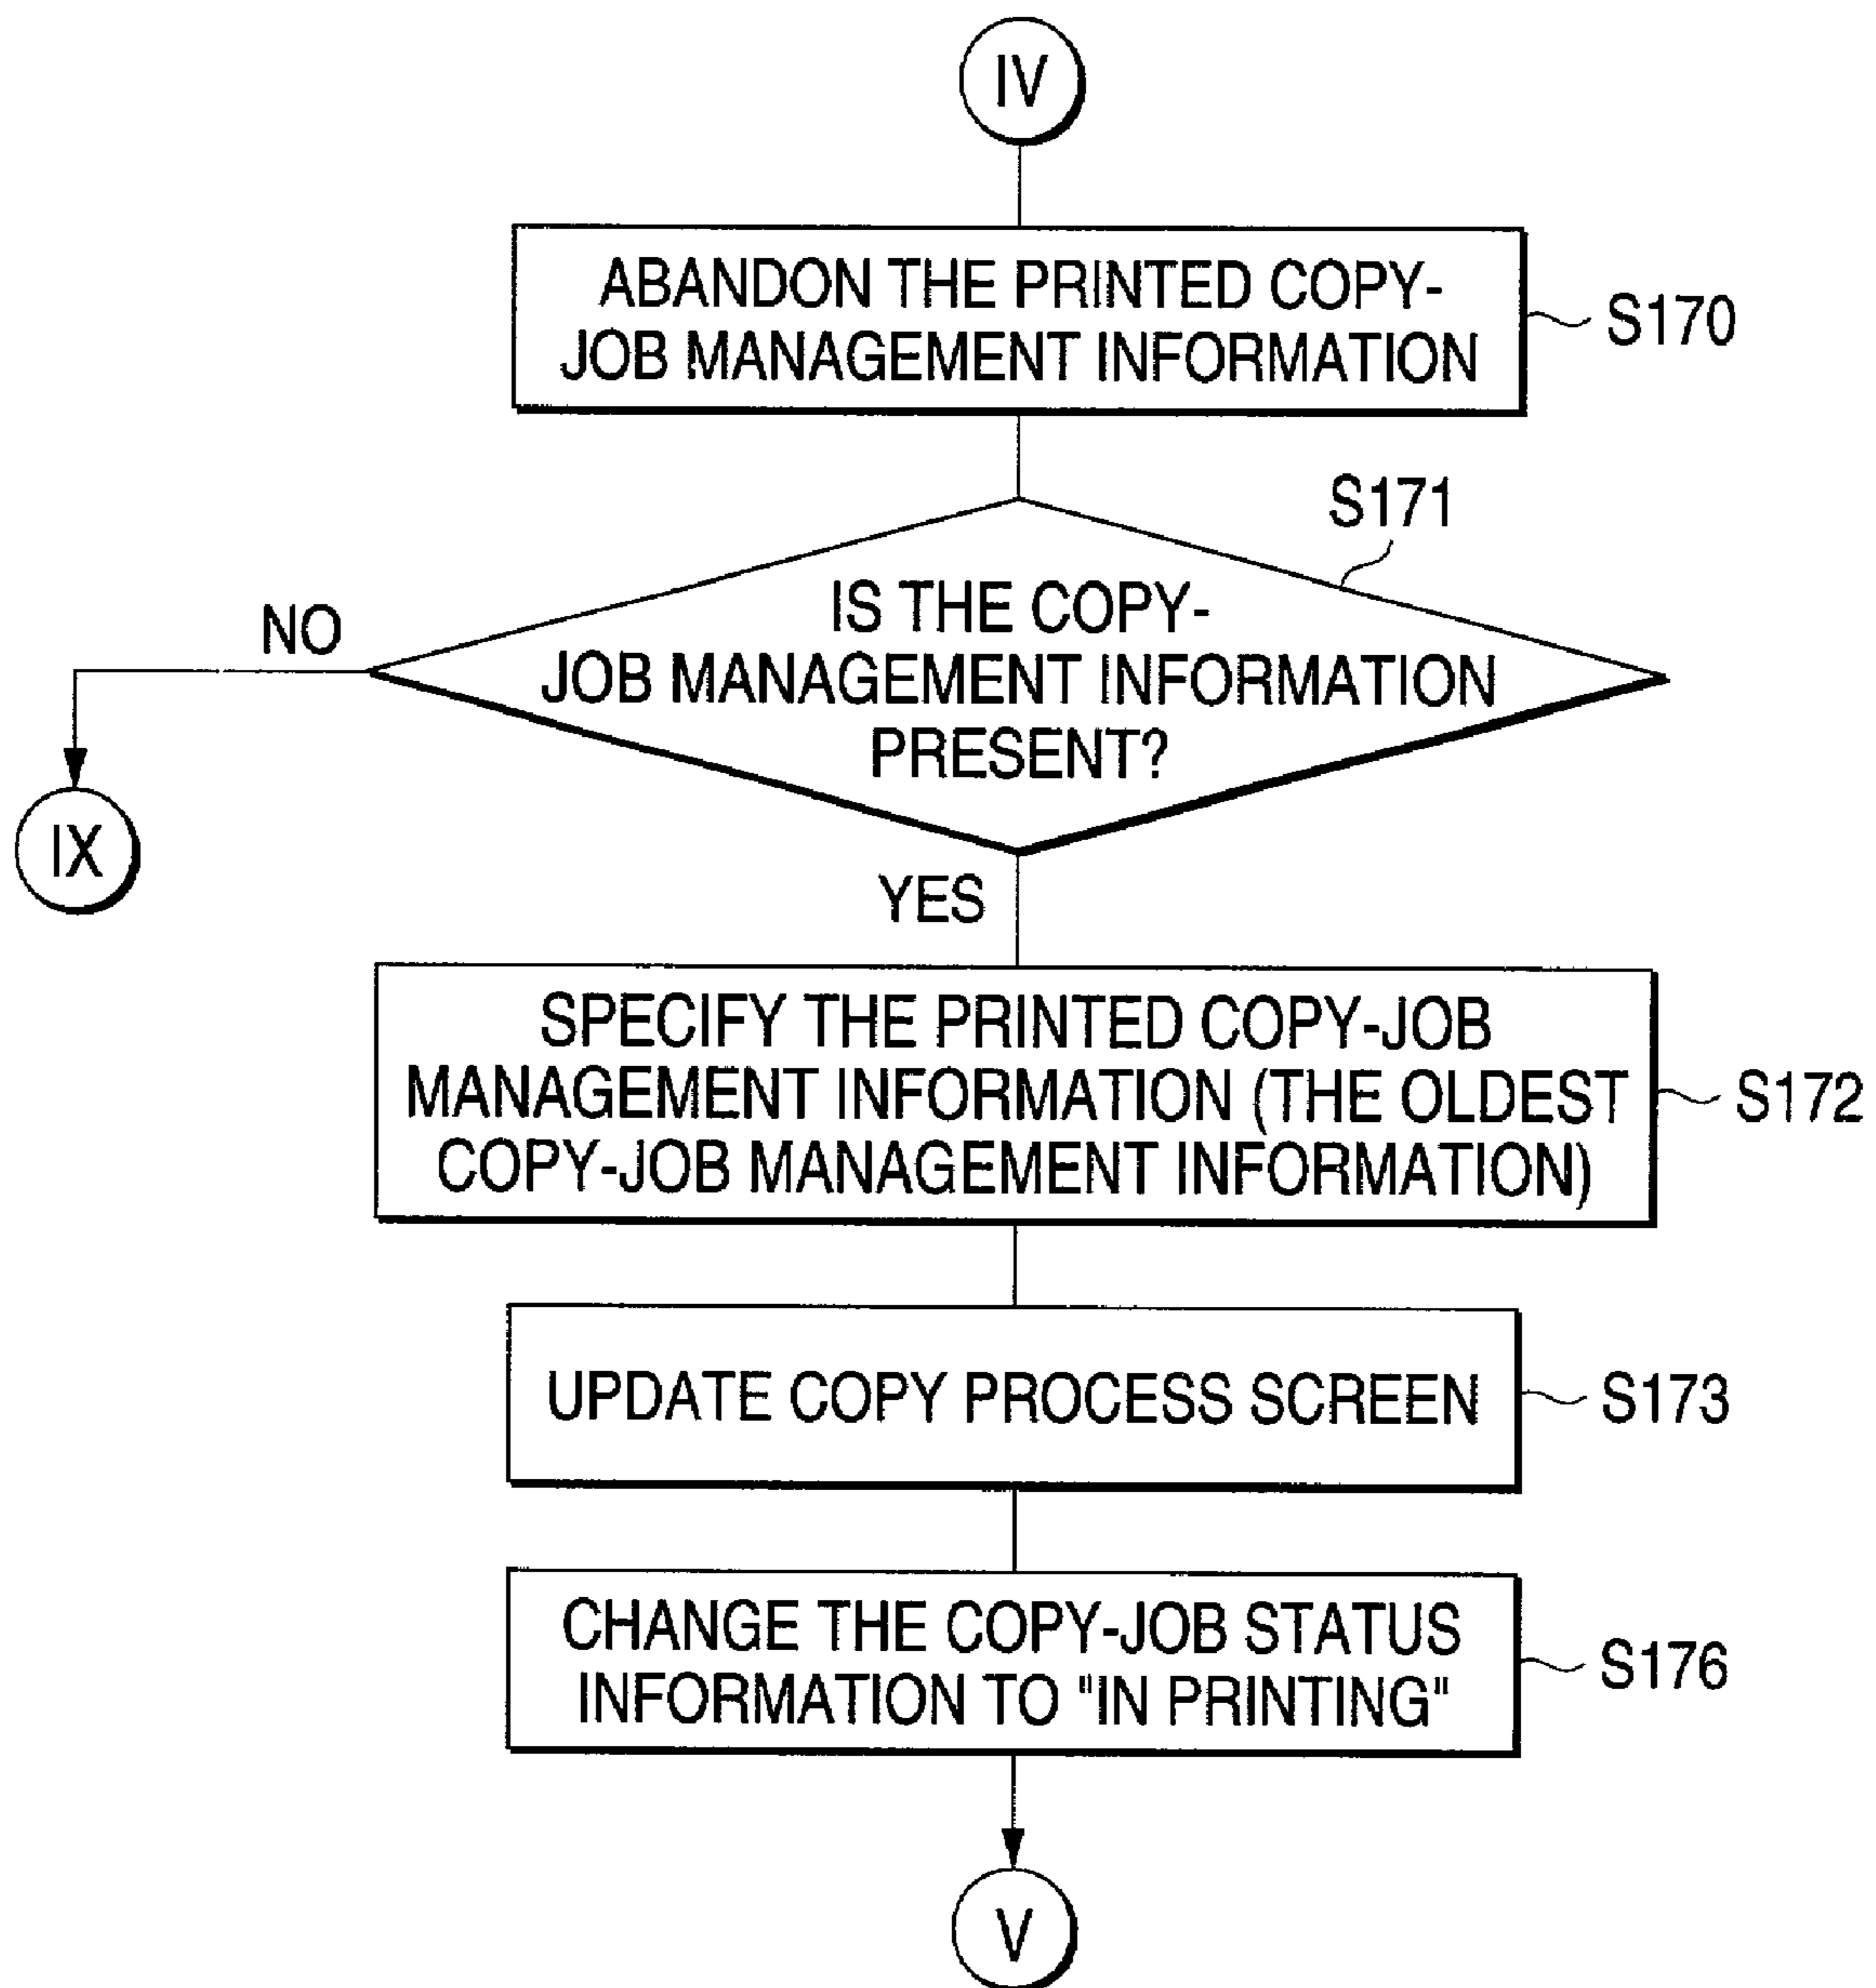 IV
ABANDON THE PRINTED COPY-
JOB MANAGEMENT INFORMATION
S170
S171
IS THE COPY-
JOB MANAGEMENT INFORMATION
PRESENT?
NO
IX
YES
SPECIFY THE PRINTED COPY-JOB
MANAGEMENT INFORMATION (THE OLDEST
COPY-JOB MANAGEMENT INFORMATION)
S172
UPDATE COPY PROCESS SCREEN
S173
CHANGE THE COPY-JOB STATUS
INFORMATION TO "IN PRINTING"
S176
V